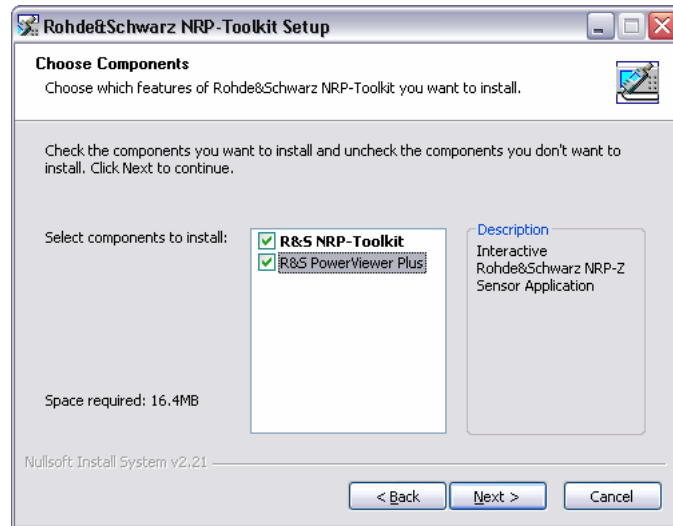 Rohde&Schwarz NRP-Toolkit Setup
Choose Components
Choose which features of Rohde&Schwarz NRP-Toolkit you want to install.
Check the components you want to install and uncheck the components you don't want to
install. Click Next to continue.
Select components to install:
R&S NRP-Toolkit
R&S PowerViewer Plus
Description
Interactive
Rohde&Schwarz NRP-Z
Sensor Application
Space required: 16.4MB
Nullsoft Install System v2.21
< Back
Next >
Cancel